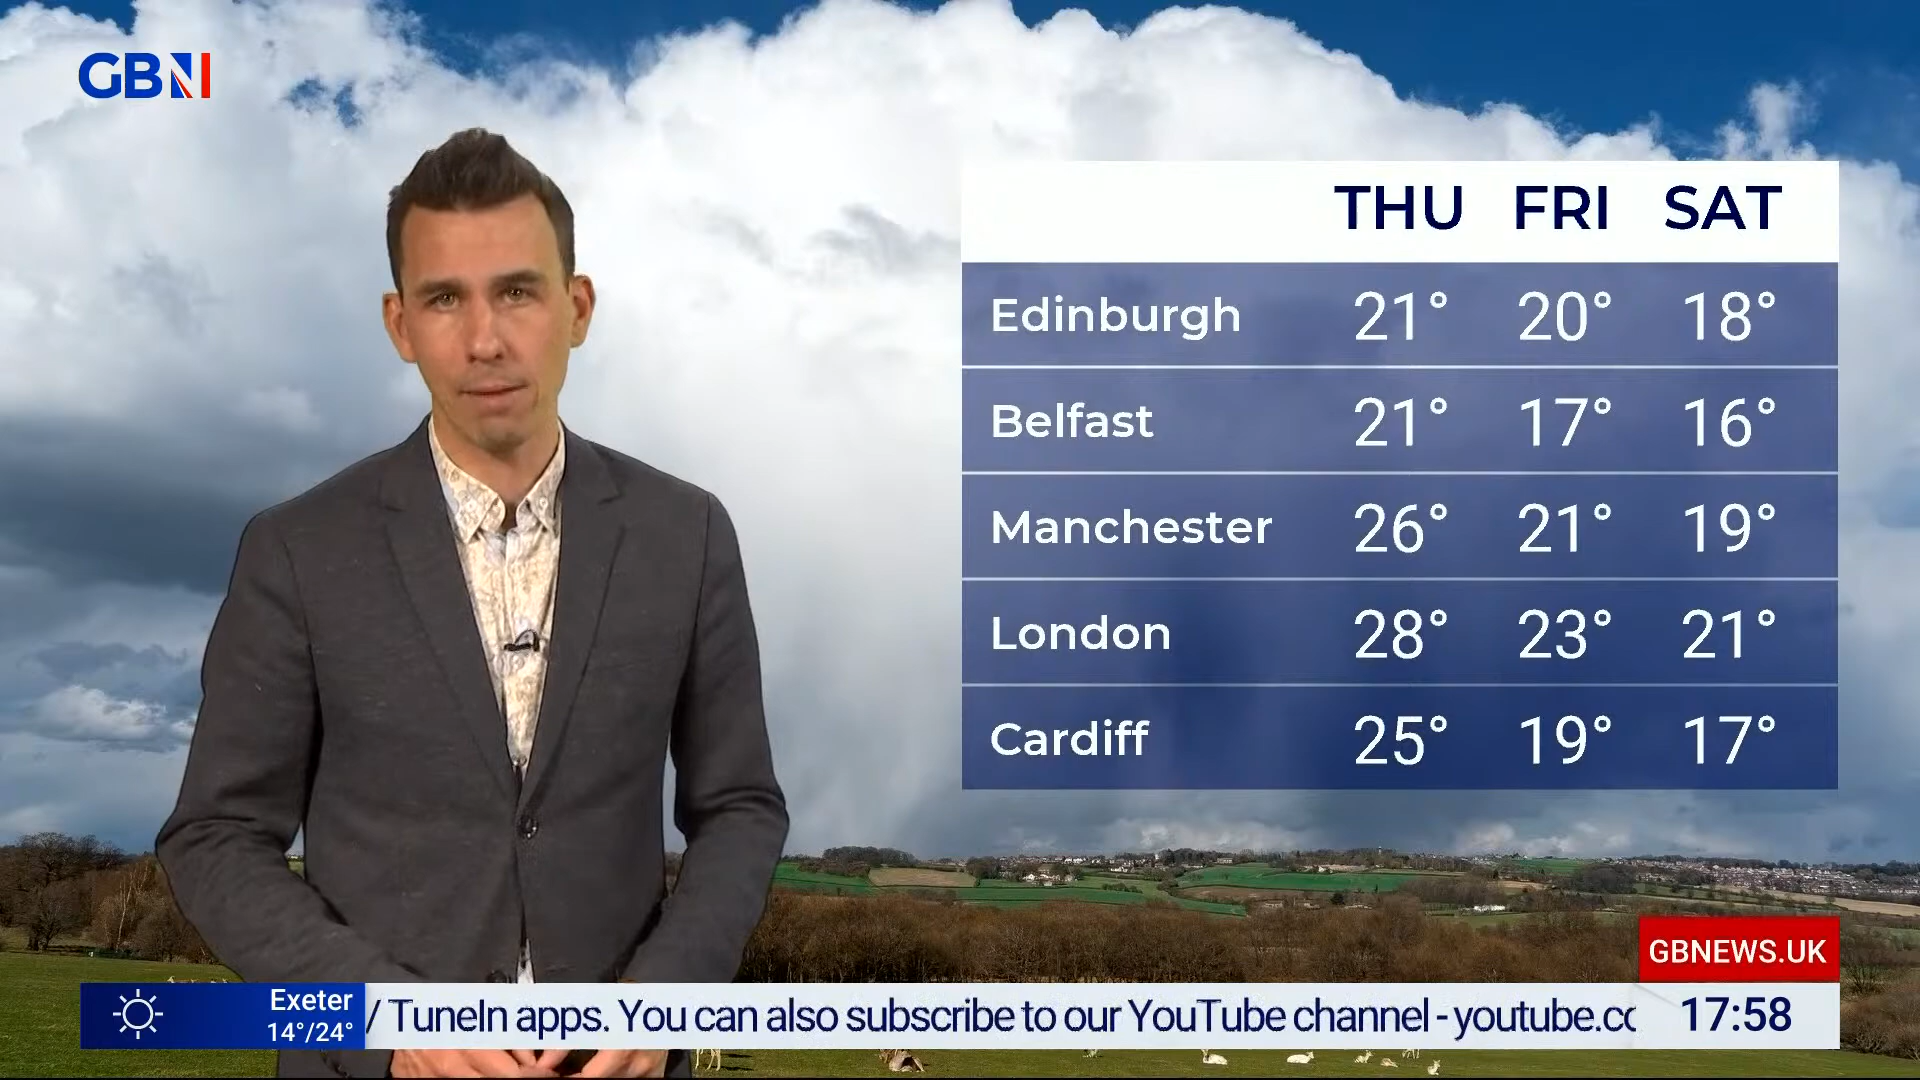 GBN
THU FRI SAT
Edinburgh 21° 20° 18°
Belfast 21° 17° 16°
Manchester 26° 21° 19°
London 28° 23° 21°
Cardiff 25° 19° 17°
GBNEWS.UK
Exeter
14°/24°
/ TuneIn apps. You can also subscribe to our YouTube channel - youtube.cc
17:58